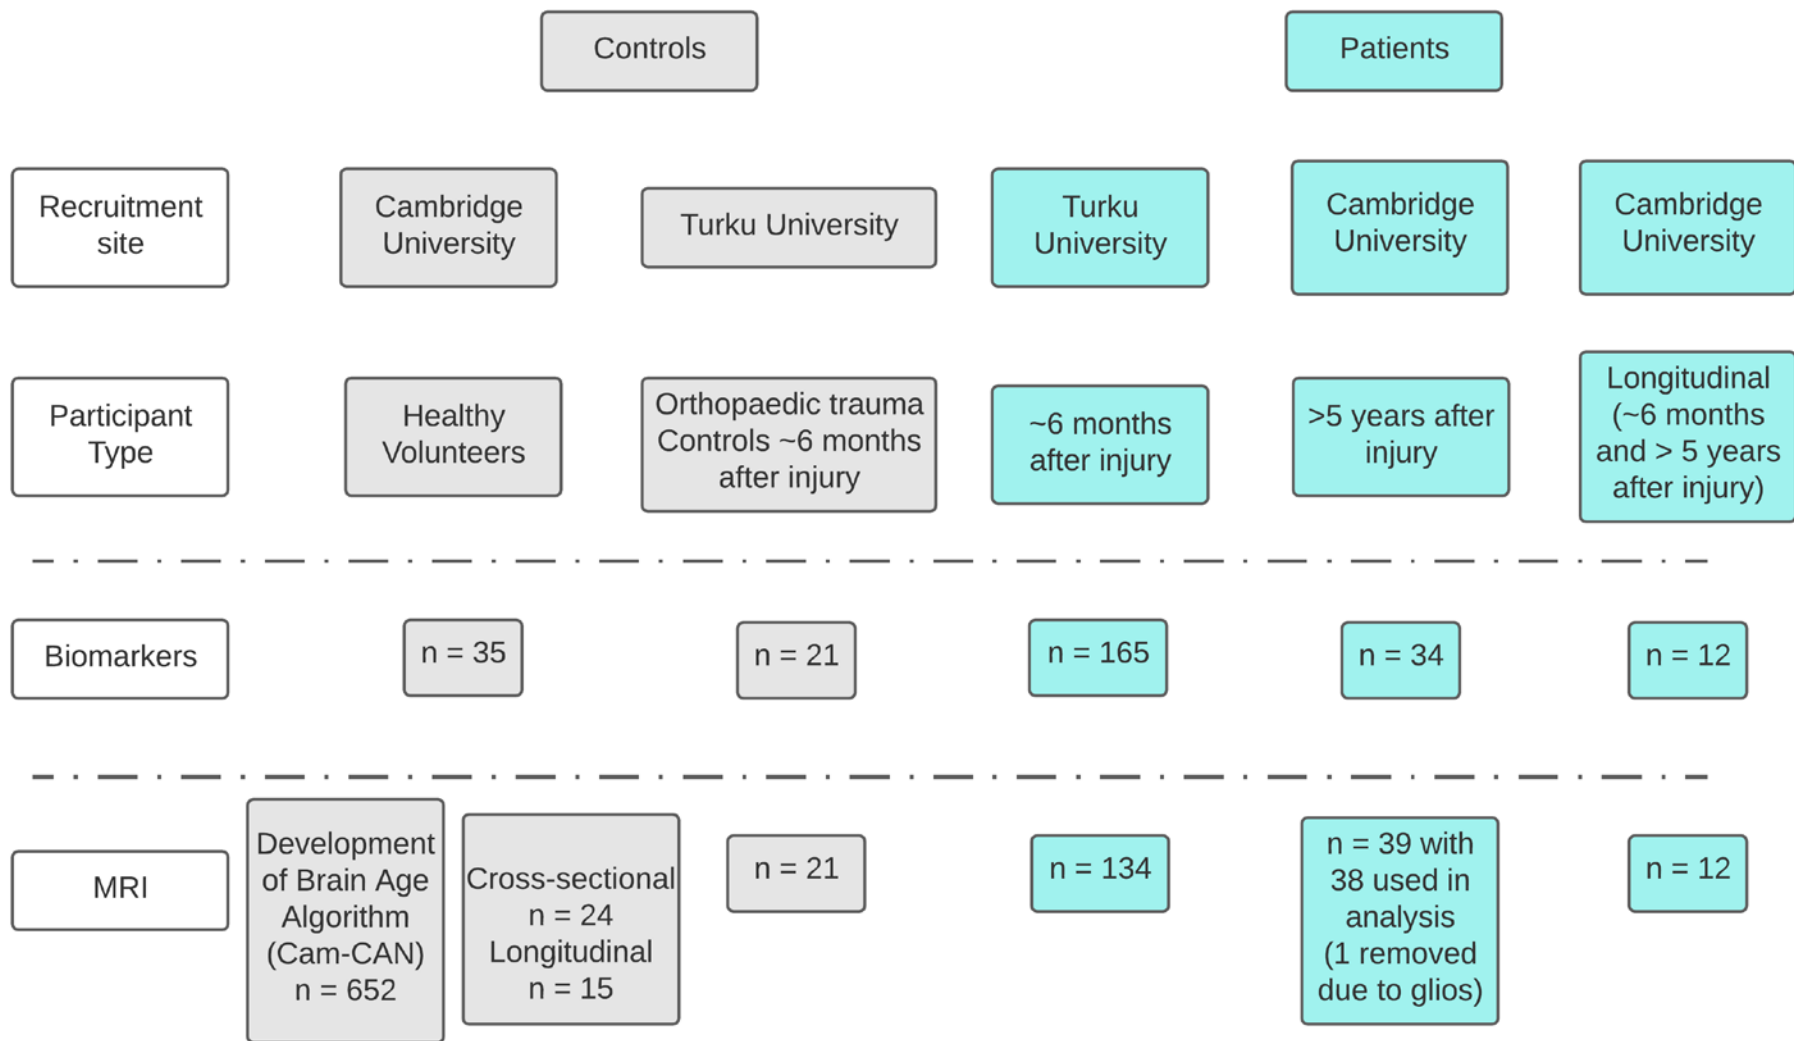 Controls
Patients
Recruitment
site
Cambridge
University
Turku University
Turku
University
Cambridge
University
Cambridge
University
Participant
Type
Healthy
Volunteers
Orthopaedic trauma
Controls ~6 months
after injury
~6 months
after injury
>5 years after
injury
Longitudinal
(~6 months
and > 5 years
after injury)
Biomarkers
n = 35
n = 21
n = 165
n = 34
n = 12
MRI
Development
of Brain Age
Algorithm
(Cam-CAN)
n = 652
Cross-sectional
n = 24
Longitudinal
n = 15
n = 21
n = 134
n = 39 with
38 used in
analysis
(1 removed
due to glios)
n = 12